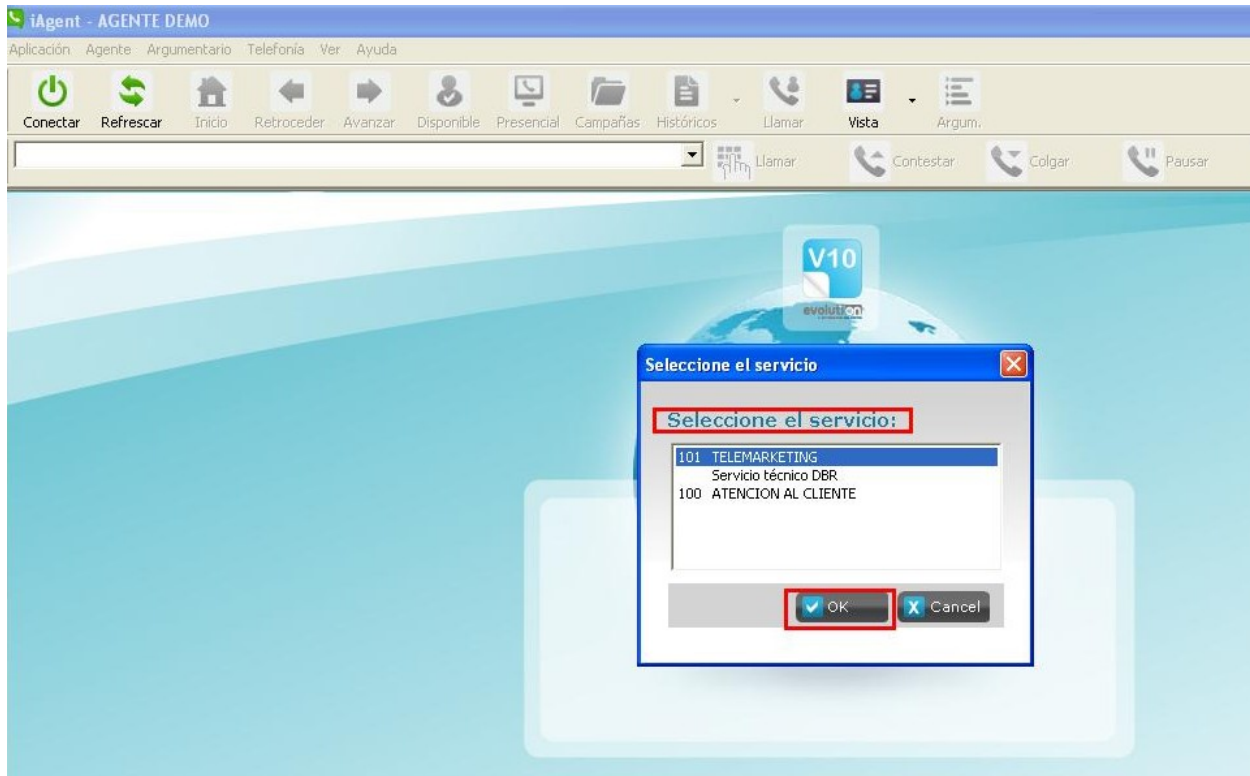 iAgent - AGENTE DEMO
Aplicación Agente Argumentario Telefonía Ver Ayuda
Conectar Refrescar Inicio Retroceder Avanzar Disponible Presencial Campañas Históricos Llamar Vista Argum.
Llamar Contestar Colgar Pausar
V10
evolution
Seleccione el servicio
Seleccione el servicio:
101 TELEMARKETING
Servicio técnico DBR
100 ATENCION AL CLIENTE
OK X Cancel